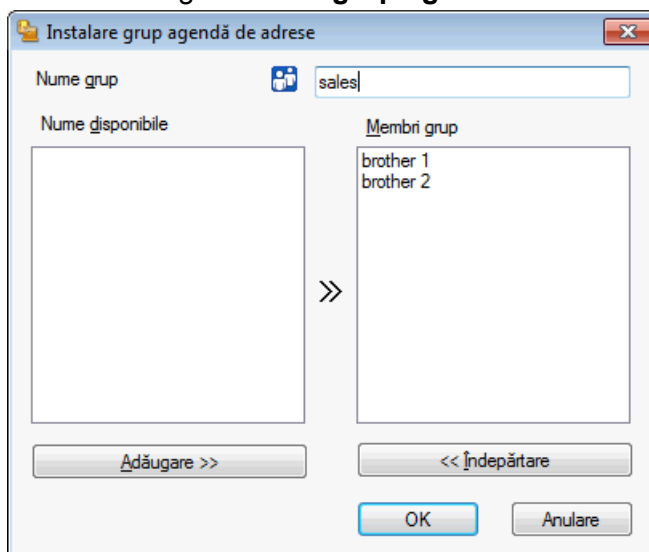 Instalare grup agendă de adrese
Nume grup
sales
Nume disponibile
Membri grup
brother 1
brother 2
>>
Adăugare >>
<< Îndepărtare
OK
Anulare